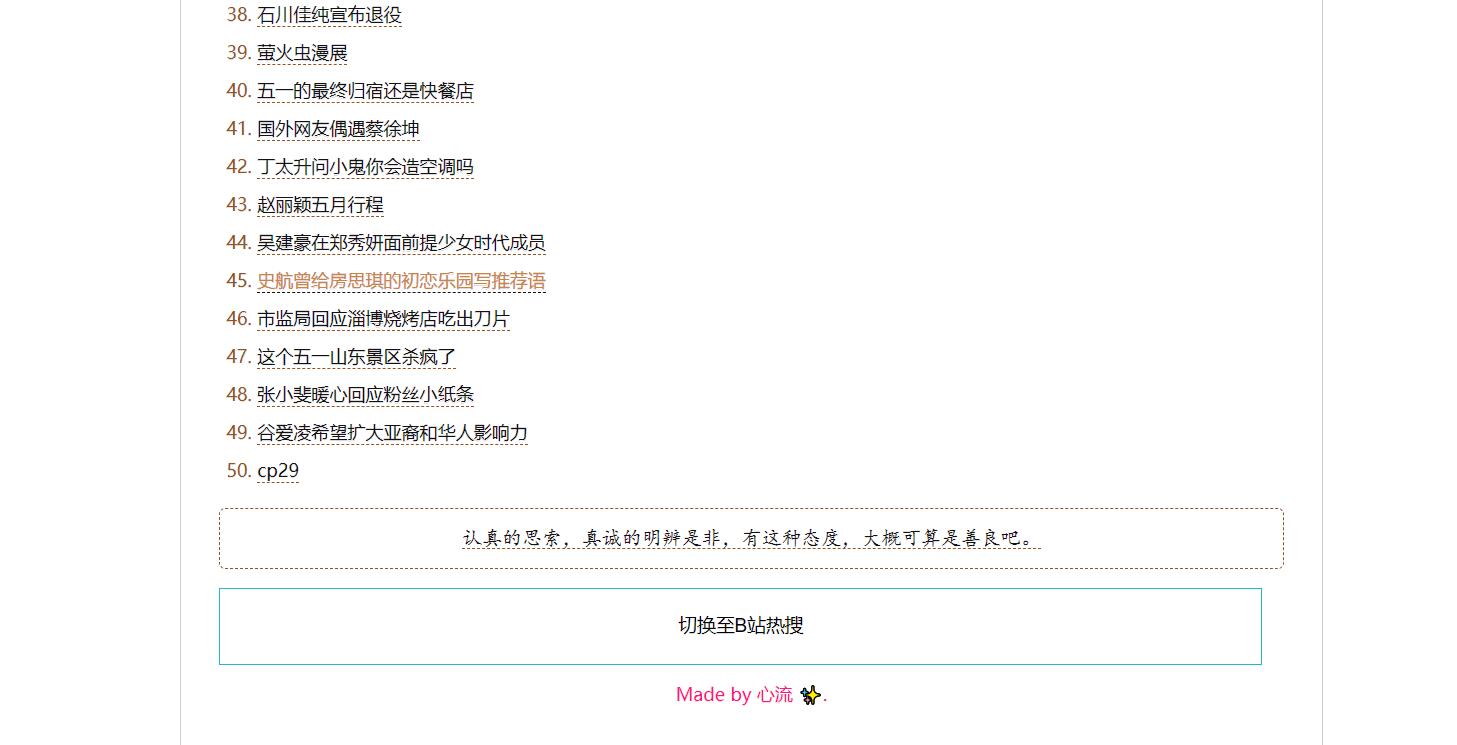 38. 石川佳纯宣布退役
39. 萤火虫漫展
40. 五一的最终归宿还是快餐店
41. 国外网友偶遇蔡徐坤
42. 丁太升问小鬼你会造空调吗
43. 赵丽颖五月行程
44. 吴建豪在郑秀妍面前提少女时代成员
45. 史航曾给房思琪的初恋乐园写推荐语
46. 市监局回应淄博烧烤店吃出刀片
47. 这个五一山东景区杀疯了
48. 张小斐暖心回应粉丝小纸条
49. 谷爱凌希望扩大亚裔和华人影响力
50. cp29
认真的思索，真诚的明辨是非，有这种态度，大概可算是善良吧。
切换至B站热搜
Made by 心流 ✨.